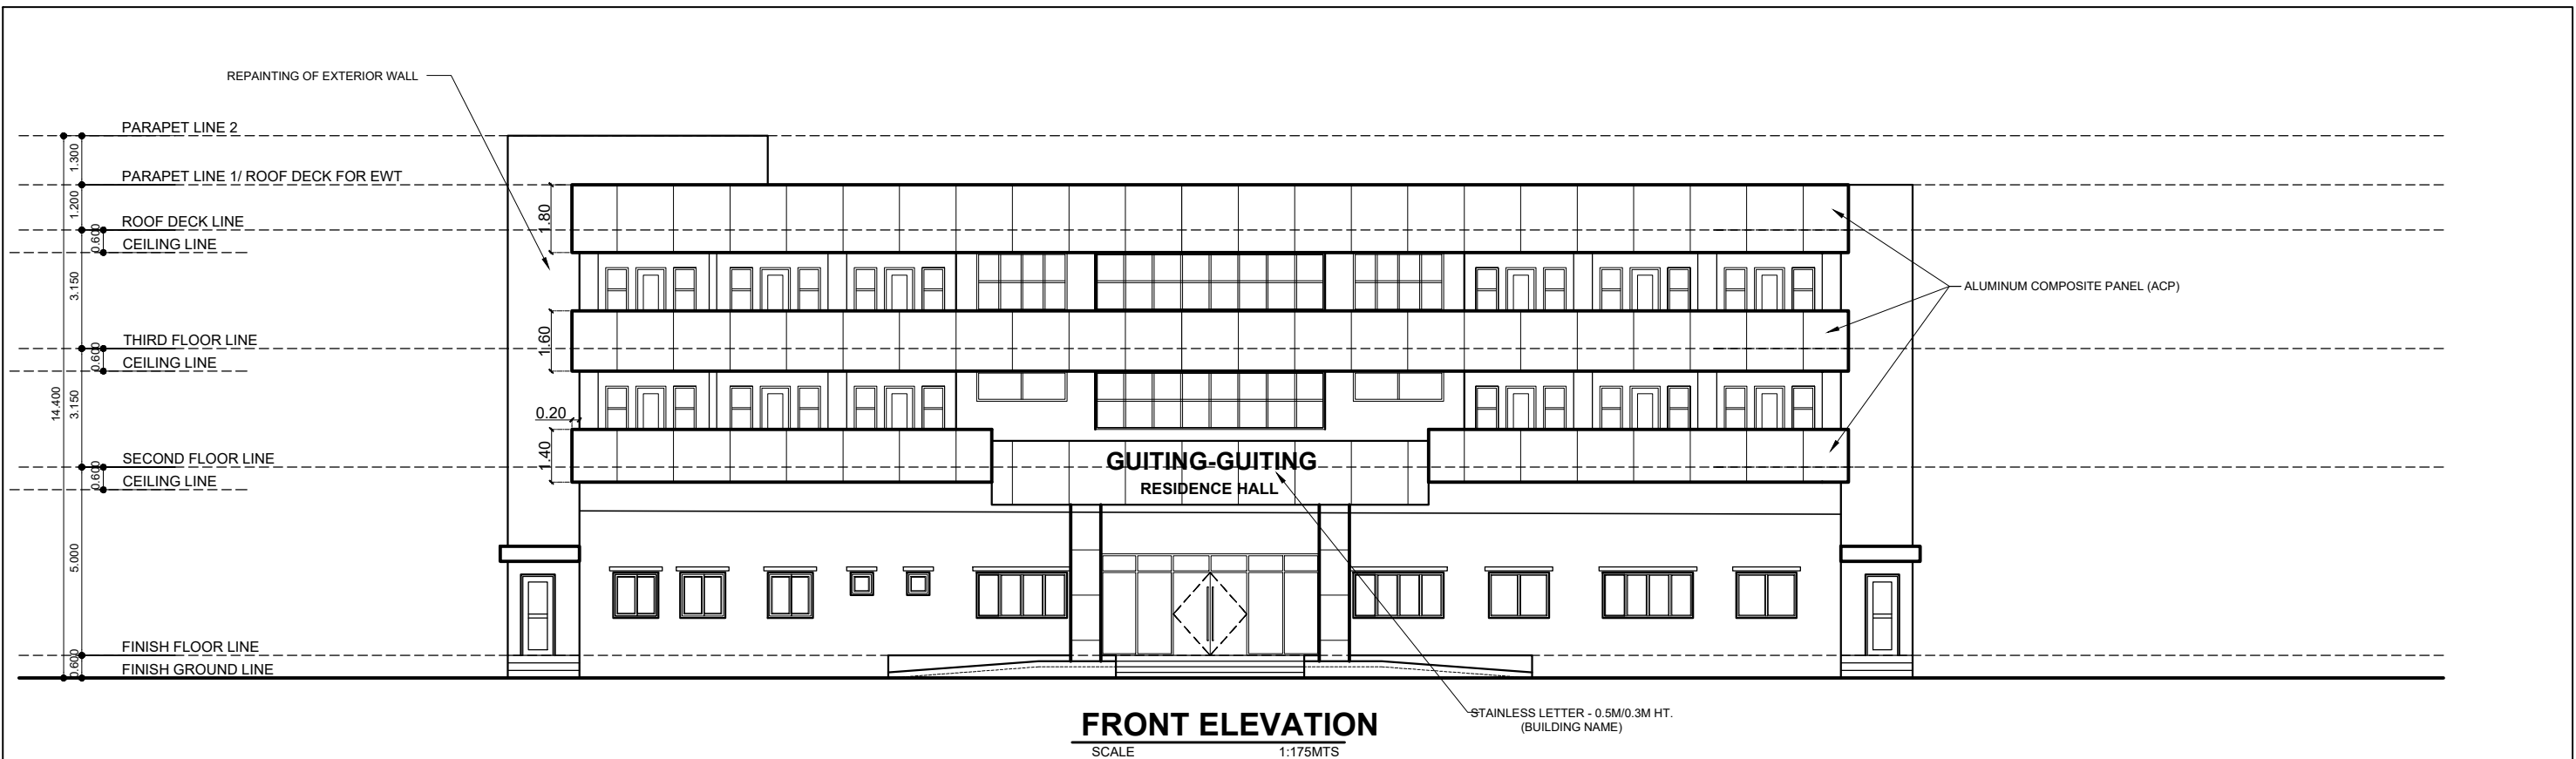 REPAINTING OF EXTERIOR WALL
PARAPET LINE 2
1.300
PARAPET LINE 1/ ROOF DECK FOR EWT
1.200
1.80
ROOF DECK LINE
0.600
CEILING LINE
3.150
ALUMINUM COMPOSITE PANEL (ACP)
THIRD FLOOR LINE
1.60
0.600
CEILING LINE
14.400
3.150
0.20
1.40
SECOND FLOOR LINE
0.600
CEILING LINE
GUITING-GUITING
RESIDENCE HALL
5.000
FINISH FLOOR LINE
0.600
FINISH GROUND LINE
STAINLESS LETTER - 0.5M/0.3M HT.
(BUILDING NAME)
FRONT ELEVATION
SCALE 1:175MTS